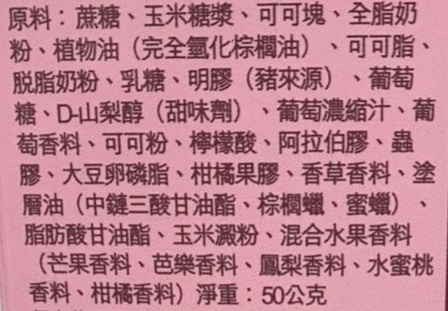 原料：蔗糖、玉米糖漿、可可塊、全脂奶
粉、植物油（完全氫化棕櫚油）、可可脂、
脱脂奶粉、乳糖、明膠（豬來源）、葡萄
糖、D-山梨醇（甜味劑）、葡萄濃縮汁、葡
萄香料、可可粉、檸檬酸、阿拉伯膠、蟲
膠、大豆卵磷脂、柑橘果膠、香草香料、塗
層油（中鏈三酸甘油酯、棕櫚蠟、蜜蠟）、
脂肪酸甘油酯、玉米澱粉、混合水果香料
（芒果香料、芭樂香料、鳳梨香料、水蜜桃
香料、柑橘香料）淨重：50公克